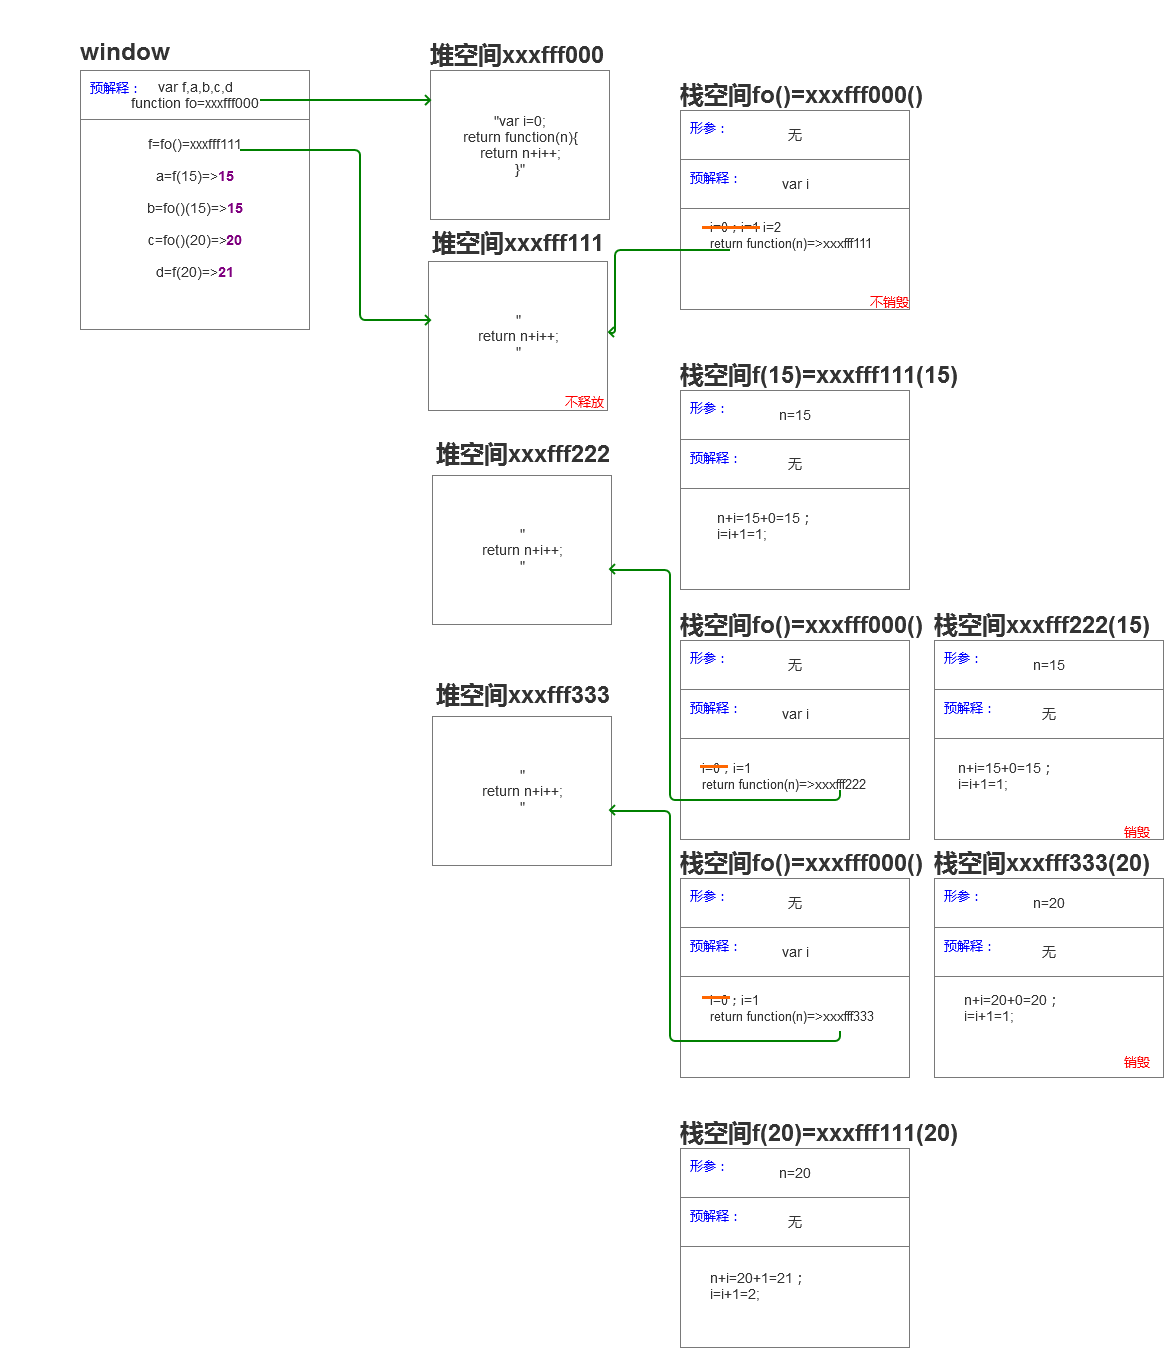 window
预解释：
var f,a,b,c,d
function fo=xxxfff000
f=fo()=xxxfff111
a=f(15)=>15
b=fo()(15)=>15
c=fo()(20)=>20
d=f(20)=>21
堆空间xxxfff000
"var i=0;
return function(n){
return n+i++;
}"
堆空间xxxfff111
"
return n+i++;
"
不释放
堆空间xxxfff222
"
return n+i++;
"
堆空间xxxfff333
"
return n+i++;
"
栈空间fo()=xxxfff000()
形参：
无
预解释：
var i
i=0；i=1 i=2
return function(n)=>xxxfff111
不销毁
栈空间f(15)=xxxfff111(15)
形参：
n=15
预解释：
无
n+i=15+0=15；
i=i+1=1;
栈空间fo()=xxxfff000()
形参：
无
预解释：
var i
i=0；i=1
return function(n)=>xxxfff222
栈空间xxxfff222(15)
形参：
n=15
预解释：
无
n+i=15+0=15；
i=i+1=1;
销毁
栈空间fo()=xxxfff000()
形参：
无
预解释：
var i
i=0；i=1
return function(n)=>xxxfff333
栈空间xxxfff333(20)
形参：
n=20
预解释：
无
n+i=20+0=20；
i=i+1=1;
销毁
栈空间f(20)=xxxfff111(20)
形参：
n=20
预解释：
无
n+i=20+1=21；
i=i+1=2;